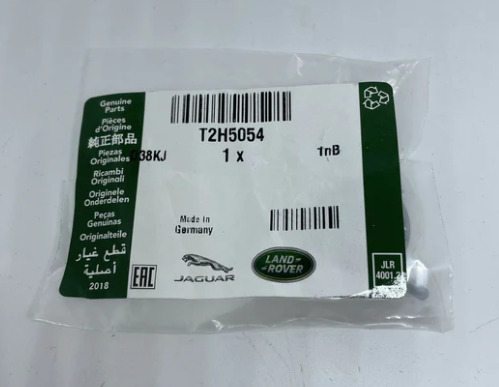 Genuine
Parts
Pièces
d'Origine
純正部品
Piezas
Originales
Ricambi
Originali
Originele
Onderdelen
Peças
Genuinas
Originalteile
قطع غيار
أصلية
2018
T2H5054
038KJ
1 x
1nB
Made in
Germany
EAC
JAGUAR
LAND-
-ROVER
JLR